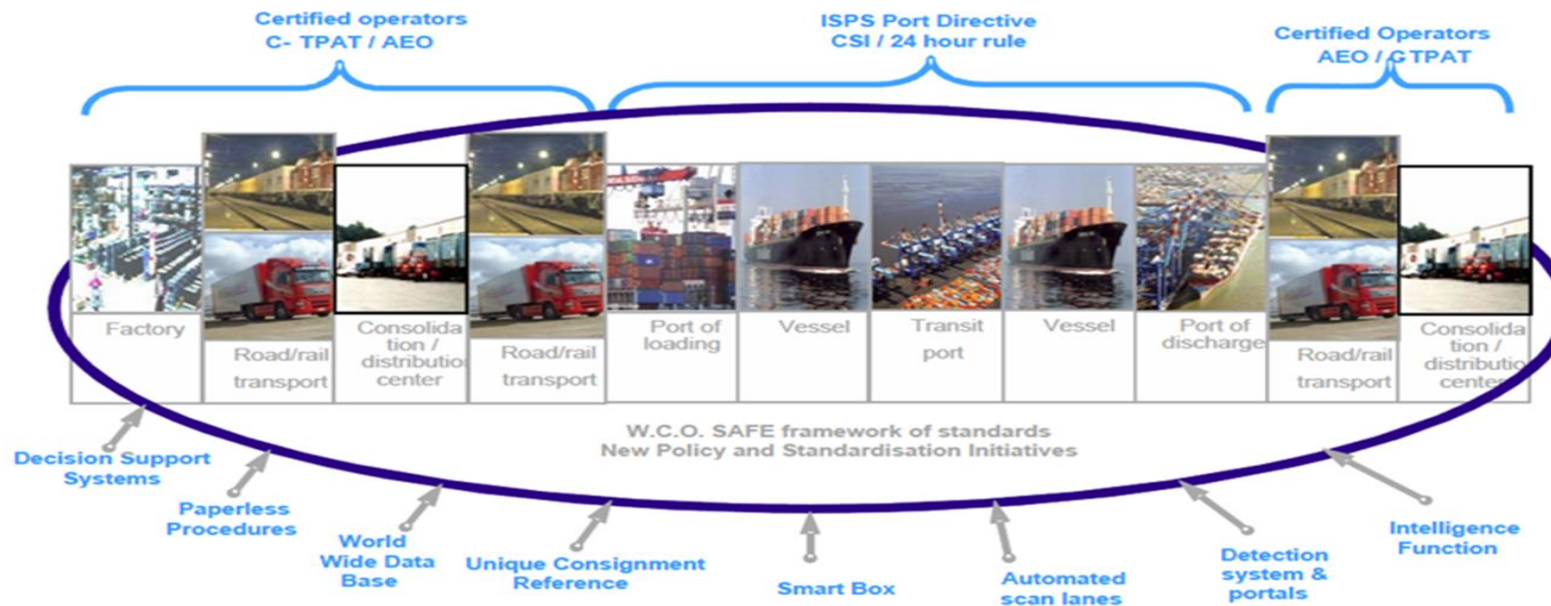 Certified operators
C- TPAT / AEO
ISPS Port Directive
CSI / 24 hour rule
Certified Operators
AEO / CTPAT
Factory
Road/rail
transport
Consolida
tion /
distributio
center
Road/rail
transport
Port of
loading
Vessel
Transit
port
Vessel
Port of
discharge
Road/rail
transport
Consolida
tion /
distributio
center
W.C.O. SAFE framework of standards
New Policy and Standardisation Initiatives
Decision Support
Systems
Paperless
Procedures
World
Wide Data
Base
Unique Consignment
Reference
Smart Box
Automated
scan lanes
Detection
system &
portals
Intelligence
Function